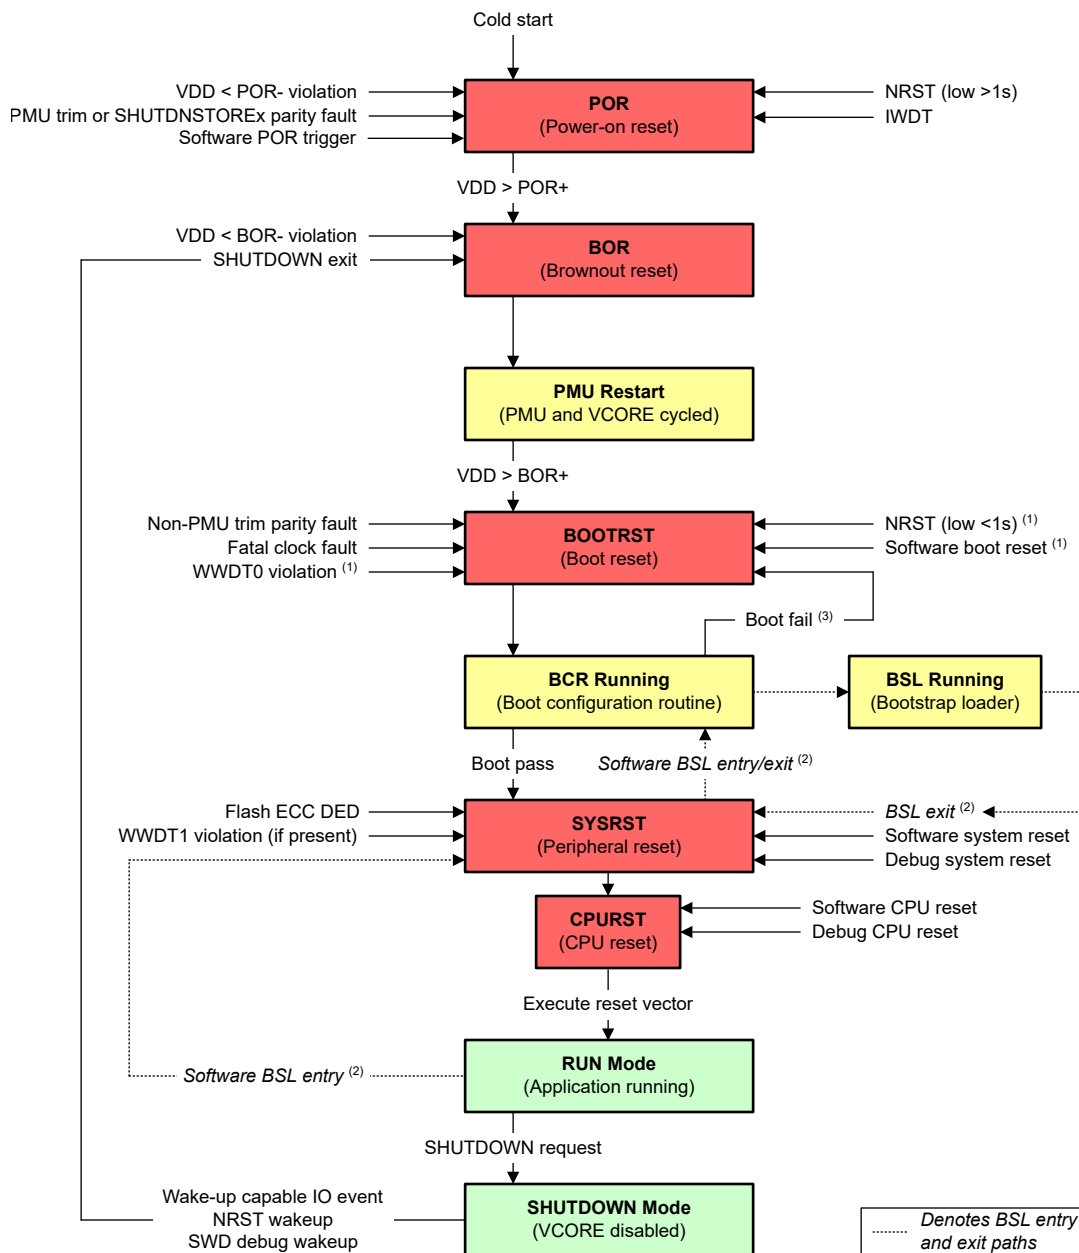 Cold start
VDD < POR- violation
PMU trim or SHUTDNSTOREx parity fault
Software POR trigger
POR
(Power-on reset)
NRST (low >1s)
IWDT
VDD > POR+
VDD < BOR- violation
SHUTDOWN exit
BOR
(Brownout reset)
PMU Restart
(PMU and VCORE cycled)
VDD > BOR+
Non-PMU trim parity fault
Fatal clock fault
WWDT0 violation (1)
BOOTRST
(Boot reset)
NRST (low <1s) (1)
Software boot reset (1)
Boot fail (3)
BCR Running
(Boot configuration routine)
BSL Running
(Bootstrap loader)
Boot pass
Software BSL entry/exit (2)
Flash ECC DED
WWDT1 violation (if present)
SYSRST
(Peripheral reset)
BSL exit (2)
Software system reset
Debug system reset
CPURST
(CPU reset)
Software CPU reset
Debug CPU reset
Execute reset vector
RUN Mode
(Application running)
Software BSL entry (2)
SHUTDOWN request
Wake-up capable IO event
NRST wakeup
SWD debug wakeup
SHUTDOWN Mode
(VCORE disabled)
Denotes BSL entry
and exit paths